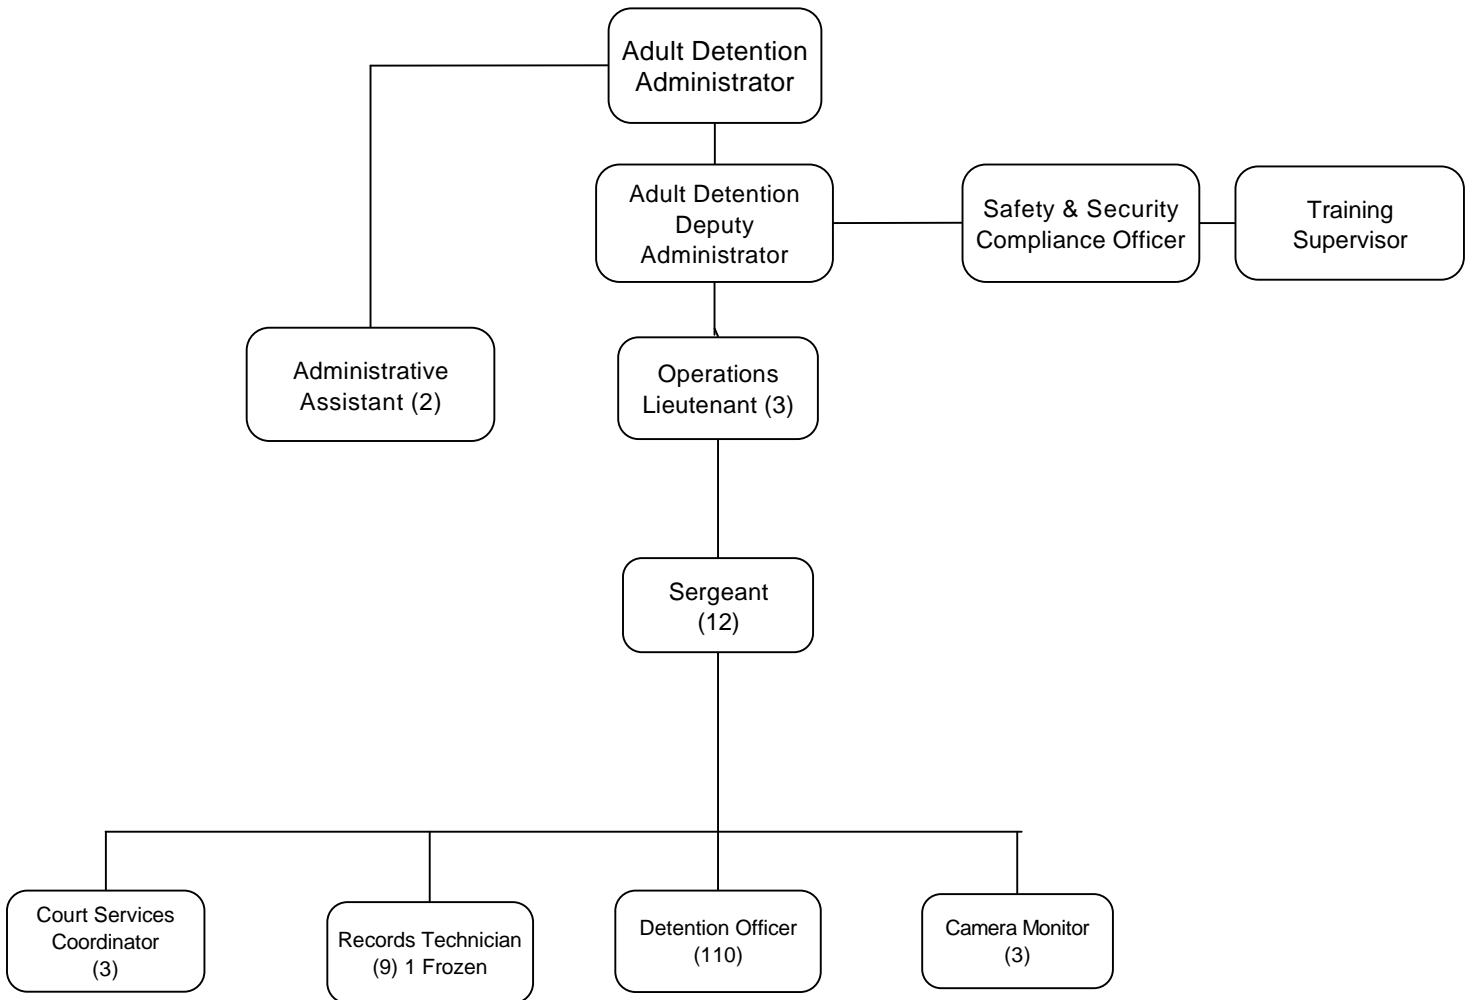 Adult Detention
Administrator
Adult Detention
Deputy
Administrator
Safety & Security
Compliance Officer
Training
Supervisor
Administrative
Assistant (2)
Operations
Lieutenant (3)
Sergeant
(12)
Court Services
Coordinator
(3)
Records Technician
(9) 1 Frozen
Detention Officer
(110)
Camera Monitor
(3)